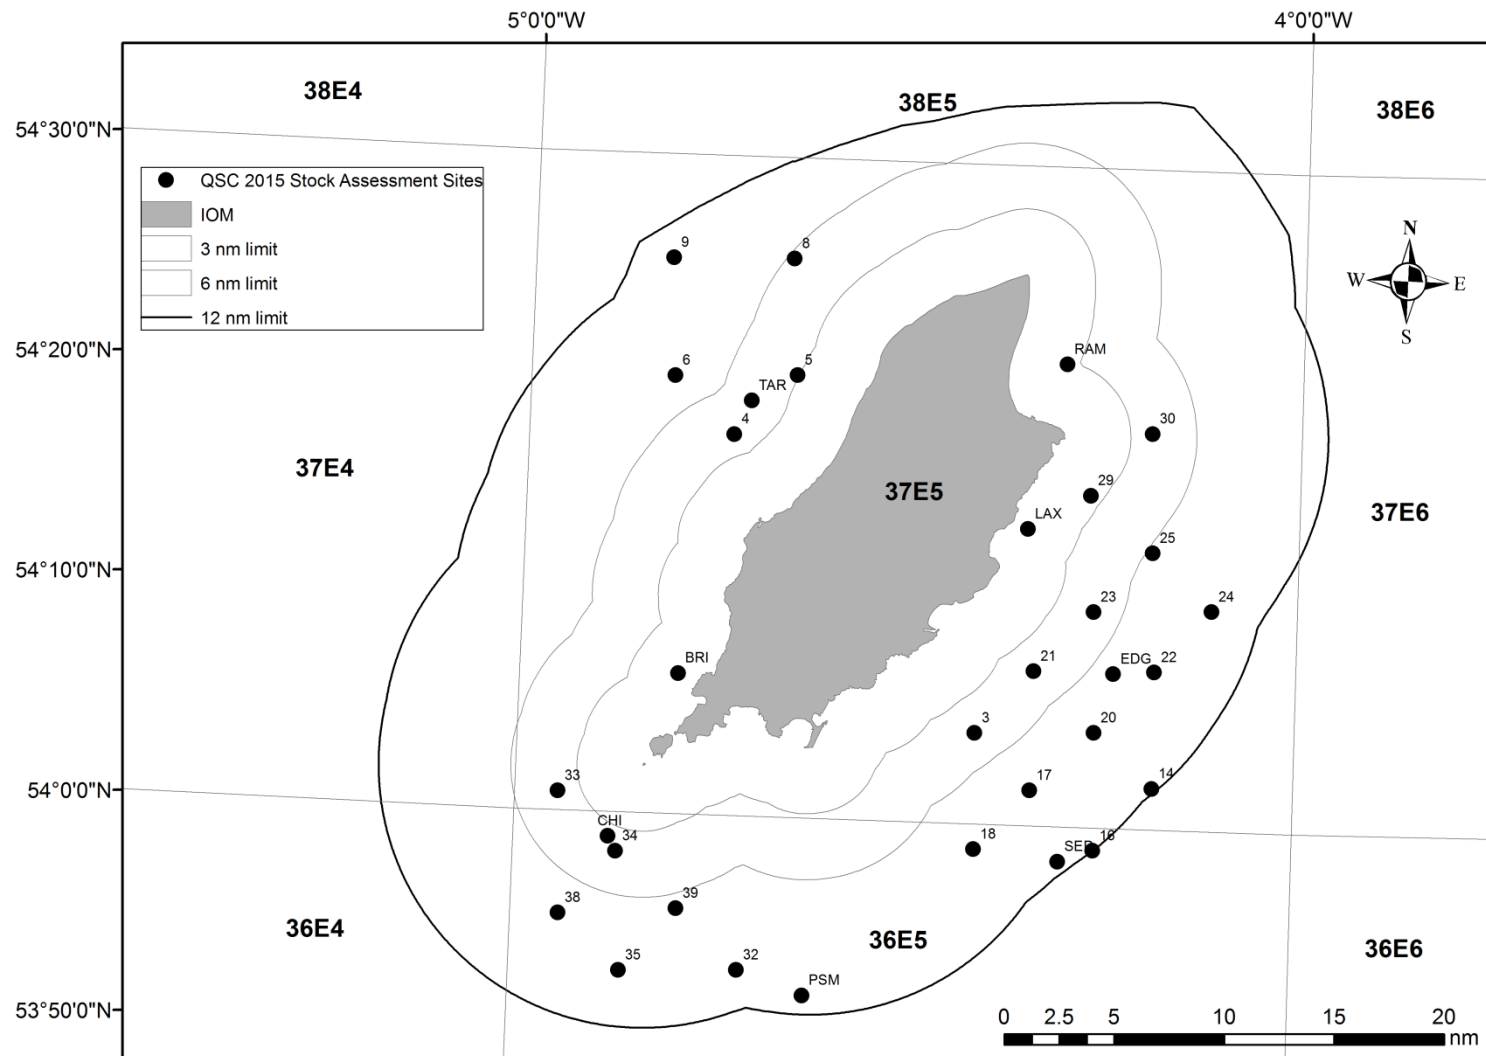 5°0'0"W
4°0'0"W
38E4
38E5
38E6
54°30'0"N
QSC 2015 Stock Assessment Sites
IOM
3 nm limit
6 nm limit
12 nm limit
N
W
E
S
9
8
54°20'0"N
6
5
RAM
TAR
4
30
37E4
37E5
29
37E6
LAX
25
54°10'0"N
23
24
BRI
21
EDG
22
3
20
33
17
14
54°0'0"N
CHI
34
18
SED
16
38
39
36E4
36E5
36E6
35
32
PSM
53°50'0"N
0 2.5 5 10 15 20
nm